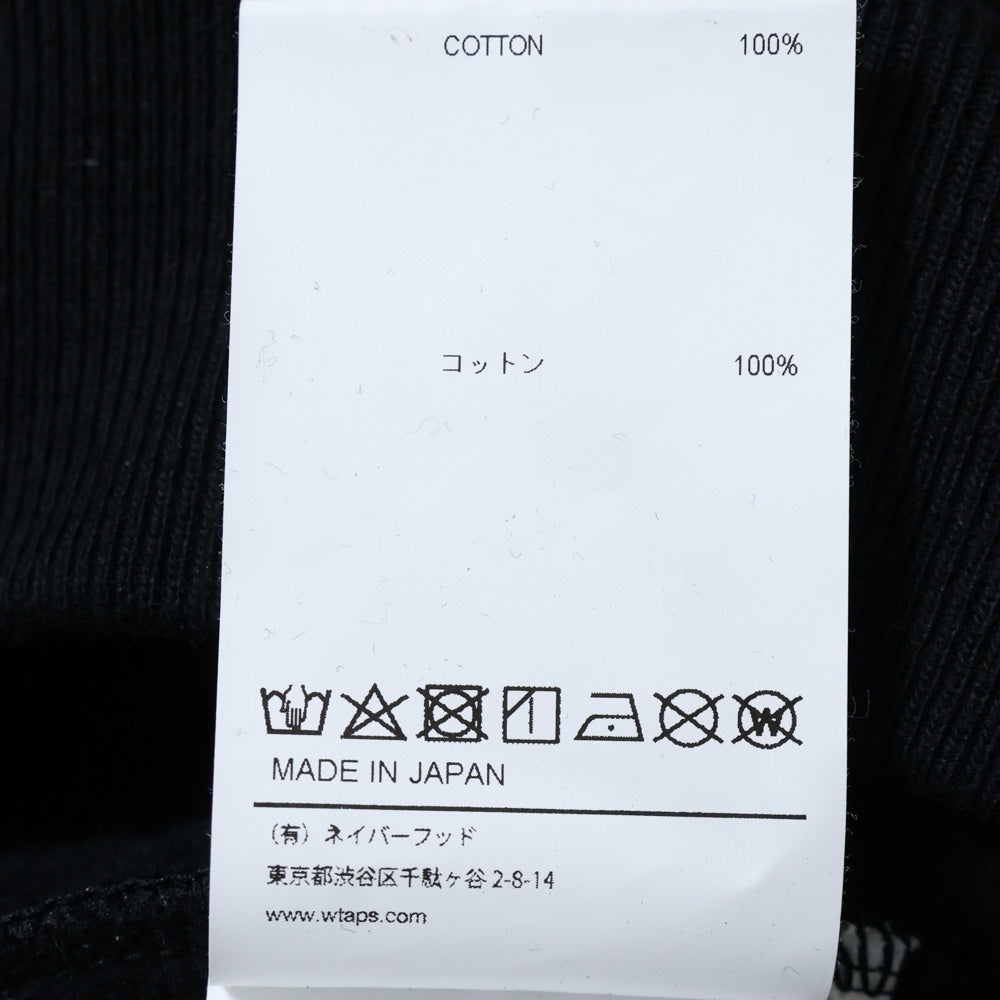 COTTON 100%
コットン 100%
W
MADE IN JAPAN
（有）ネイバーフッド
東京都渋谷区千駄ヶ谷 2-8-14
www.wtaps.com